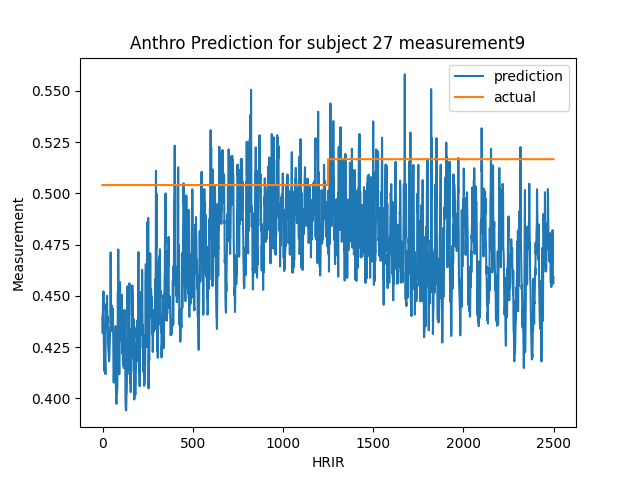 Anthro Prediction for subject 27 measurement9
prediction
actual
0.550
0.525
0.500
0.475
0.450
0.425
0.400
Measurement
0
500
1000
1500
2000
2500
HRIR